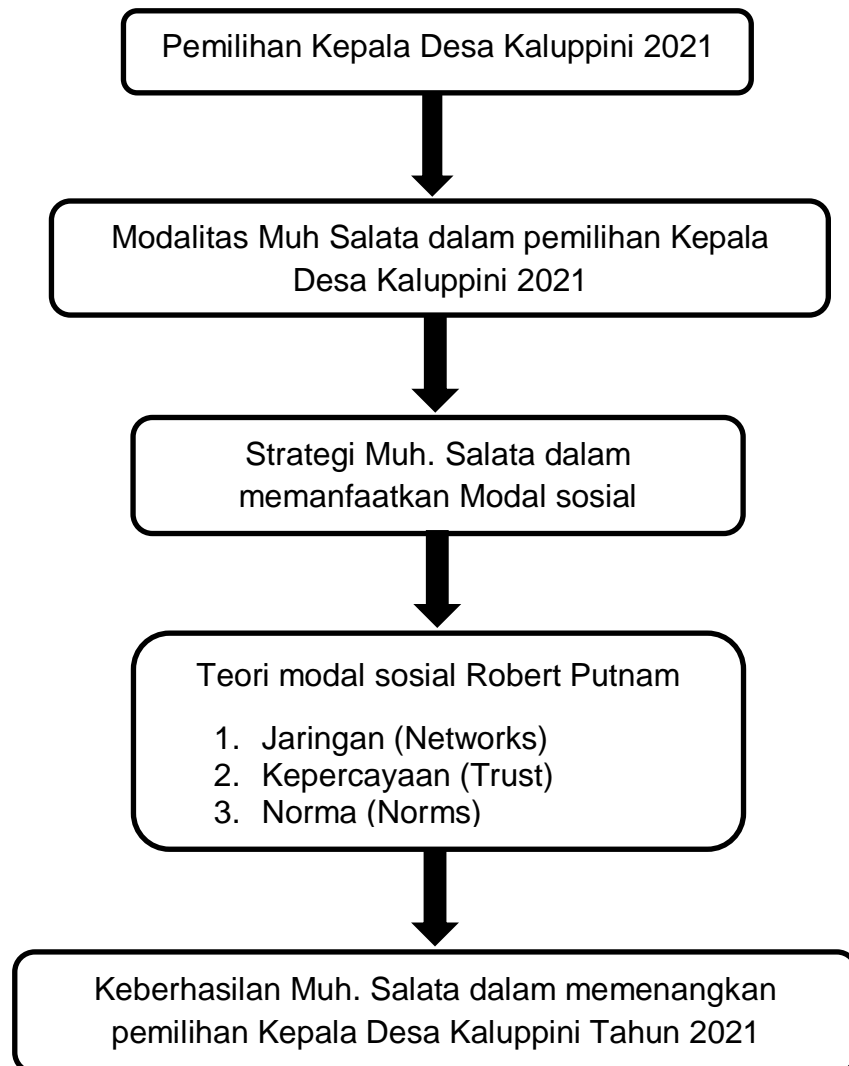 Pemilihan Kepala Desa Kaluppini 2021
Modalitas Muh Salata dalam pemilihan Kepala
Desa Kaluppini 2021
Strategi Muh. Salata dalam
memanfaatkan Modal sosial
Teori modal sosial Robert Putnam
1. Jaringan (Networks)
2. Kepercayaan (Trust)
3. Norma (Norms)
Keberhasilan Muh. Salata dalam memenangkan
pemilihan Kepala Desa Kaluppini Tahun 2021